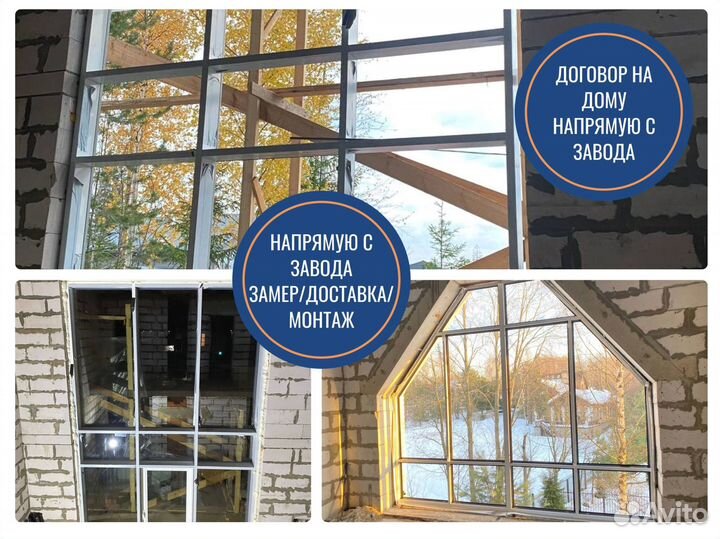 ДОГОВОР НА
ДОМУ
НАПРЯМУЮ С
ЗАВОДА
НАПРЯМУЮ С
ЗАВОДА
ЗАМЕР/ДОСТАВКА/
МОНТАЖ
Avito